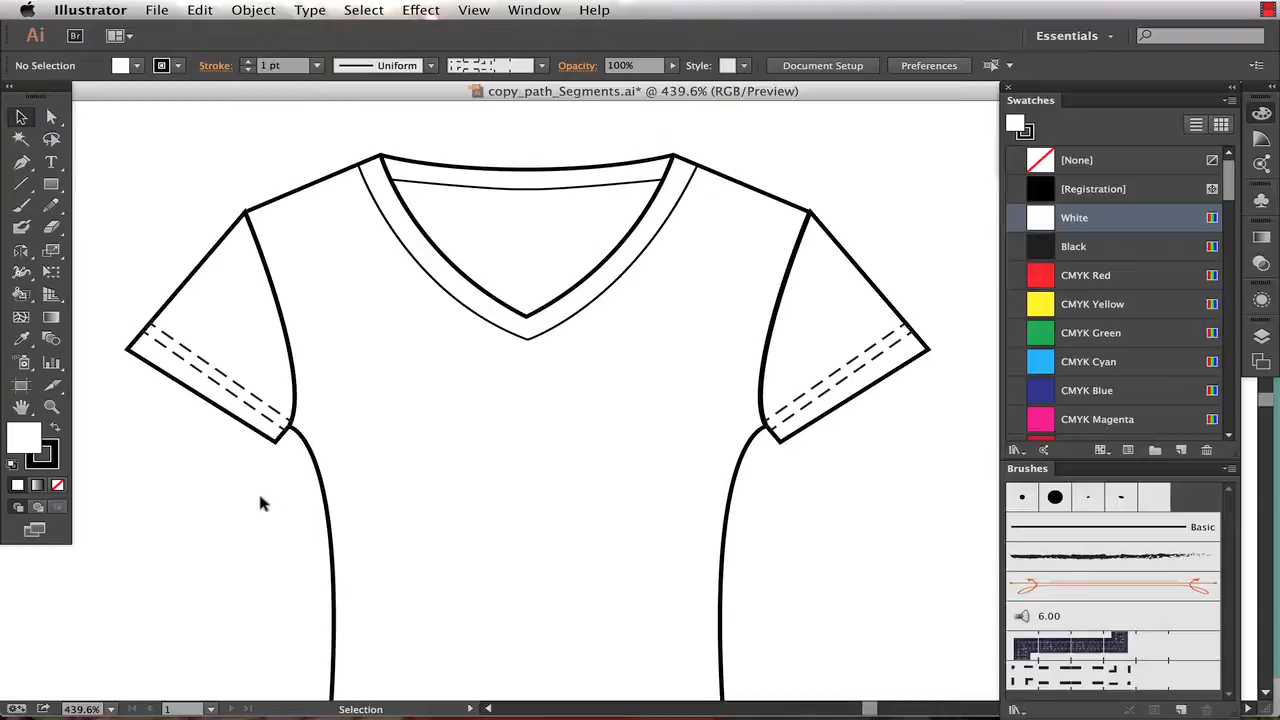 Illustrator File Edit Object Type Select Effect View Window Help
Ai Br Essentials
No Selection Stroke: 1 pt Uniform Opacity: 100% Style: Document Setup Preferences
copy_path_Segments.ai* @ 439.6% (RGB/Preview)
Swatches
[None]
[Registration]
White
Black
CMYK Red
CMYK Yellow
CMYK Green
CMYK Cyan
CMYK Blue
CMYK Magenta
Brushes
Basic
6.00
439.6% 1 Selection